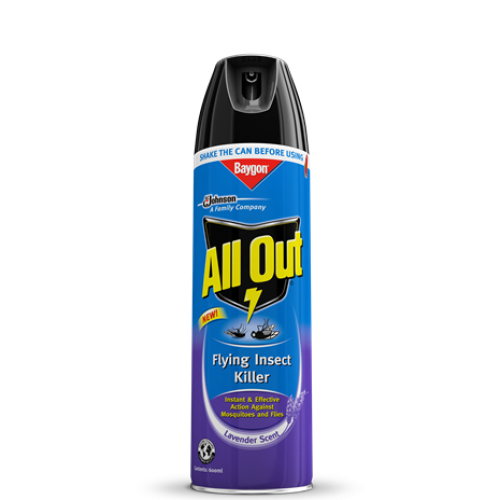 SHAKE THE CAN BEFORE USING
Baygon
SC Johnson
A Family Company
All Out
NEW!
Flying Insect
Killer
Instant & Effective
Action Against
Mosquitoes and Flies
Lavender Scent